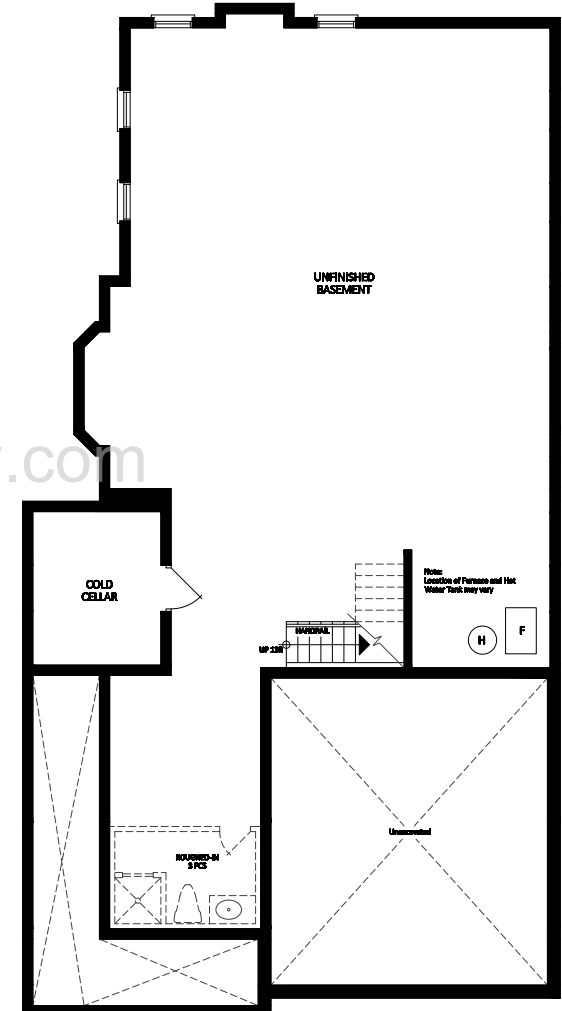 UNFINISHED
BASEMENT
.com
COLD
CELLAR
Note:
Location of Furnace and Hot
Water Tank may vary
H
F
HANDRAIL
UP 13R
Unexcavated
ROUGHED-IN
3 PCS